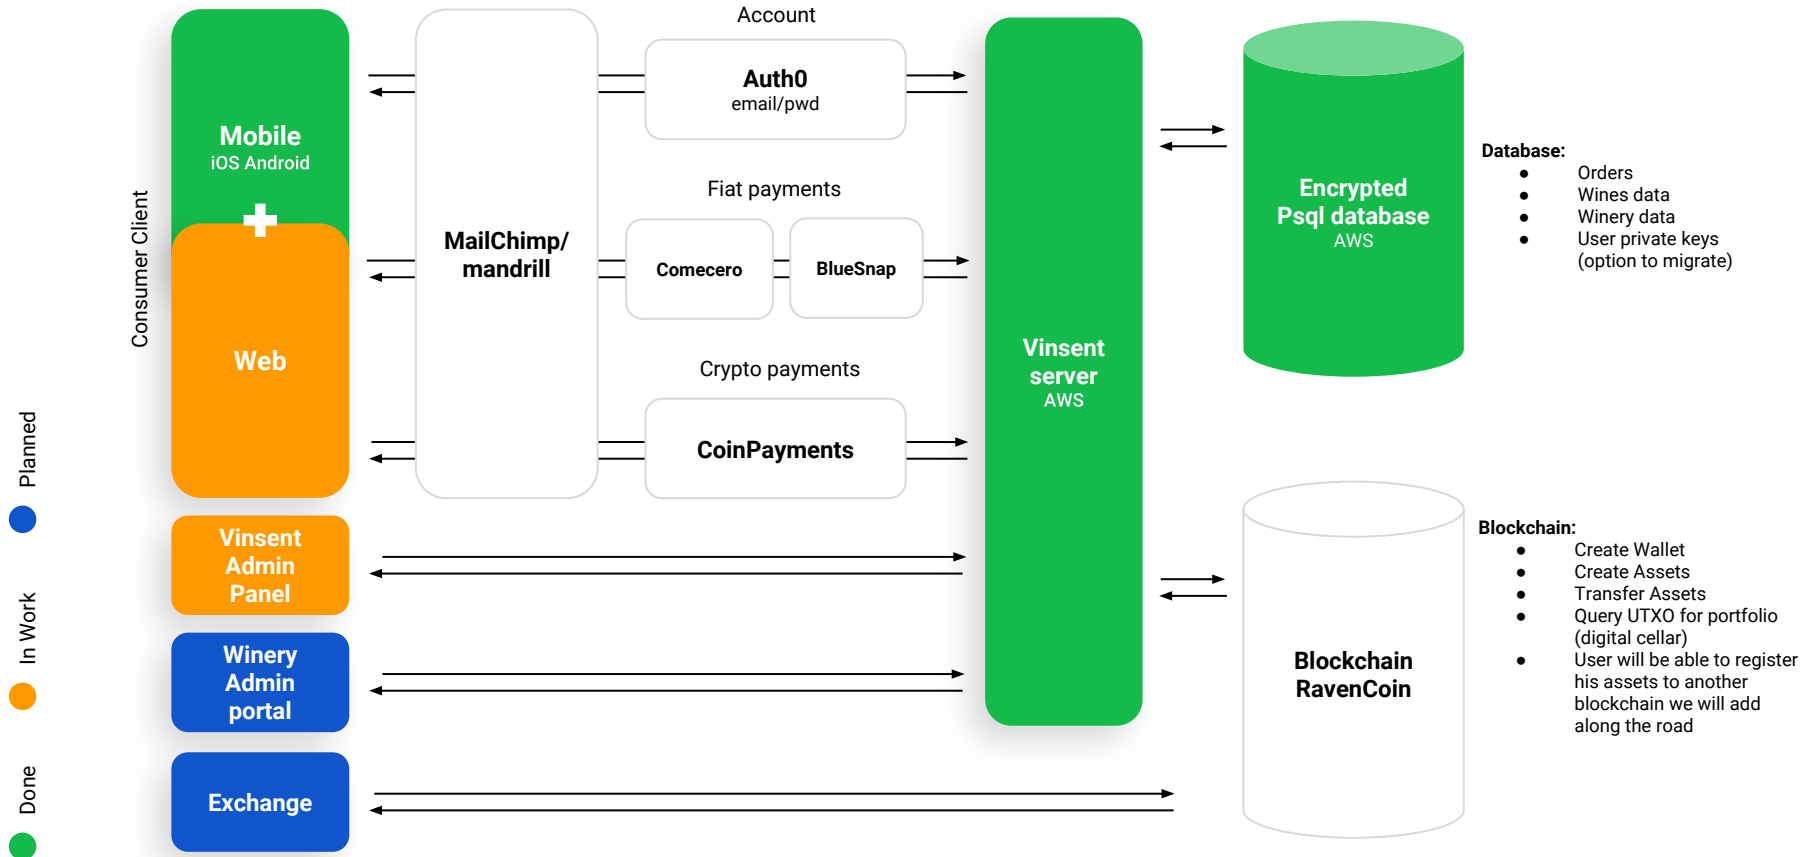 Account
Auth0
email/pwd
Mobile
iOS Android
Consumer Client
Fiat payments
MailChimp/
mandrill
Comecero
BlueSnap
Web
Crypto payments
CoinPayments
Vinsent
server
AWS
Encrypted
Psql database
AWS
Database:
● Orders
● Wines data
● Winery data
● User private keys
(option to migrate)
Planned
In Work
Done
Vinsent
Admin
Panel
Winery
Admin
portal
Exchange
Blockchain
RavenCoin
Blockchain:
● Create Wallet
● Create Assets
● Transfer Assets
● Query UTXO for portfolio
(digital cellar)
● User will be able to register
his assets to another
blockchain we will add
along the road